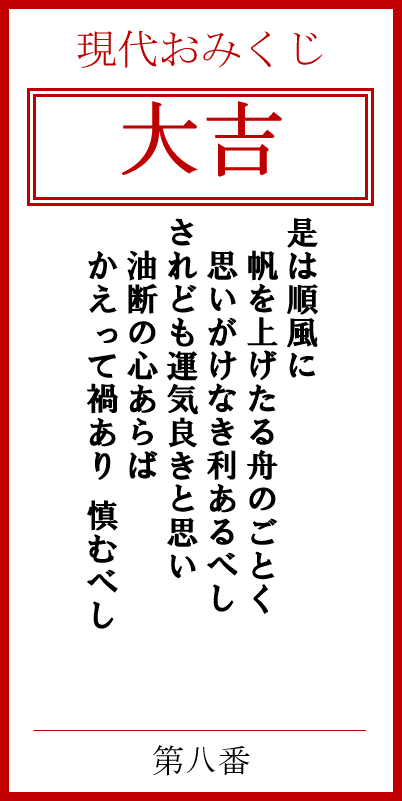 現代おみくじ
大吉
是は順風に
帆を上げたる舟のごとく
思いがけなき利あるべし
されども運気良きと思い
油断の心あらば
かえって禍あり 慎むべし
第八番